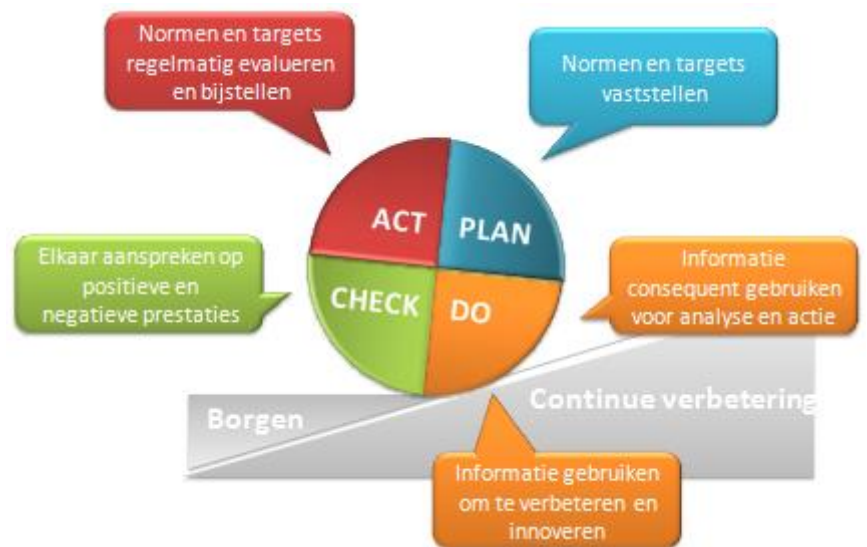 Normen en targets
regelmatig evalueren
en bijstellen
Normen en targets
vaststellen
ACT
PLAN
Elkaar aanspreken op
positieve en
negatieve prestaties
CHECK
DO
Informatie
consequent gebruiken
voor analyse en actie
Borgen
Continue verbetering
Informatie gebruiken
om te verbeteren en
innoveren